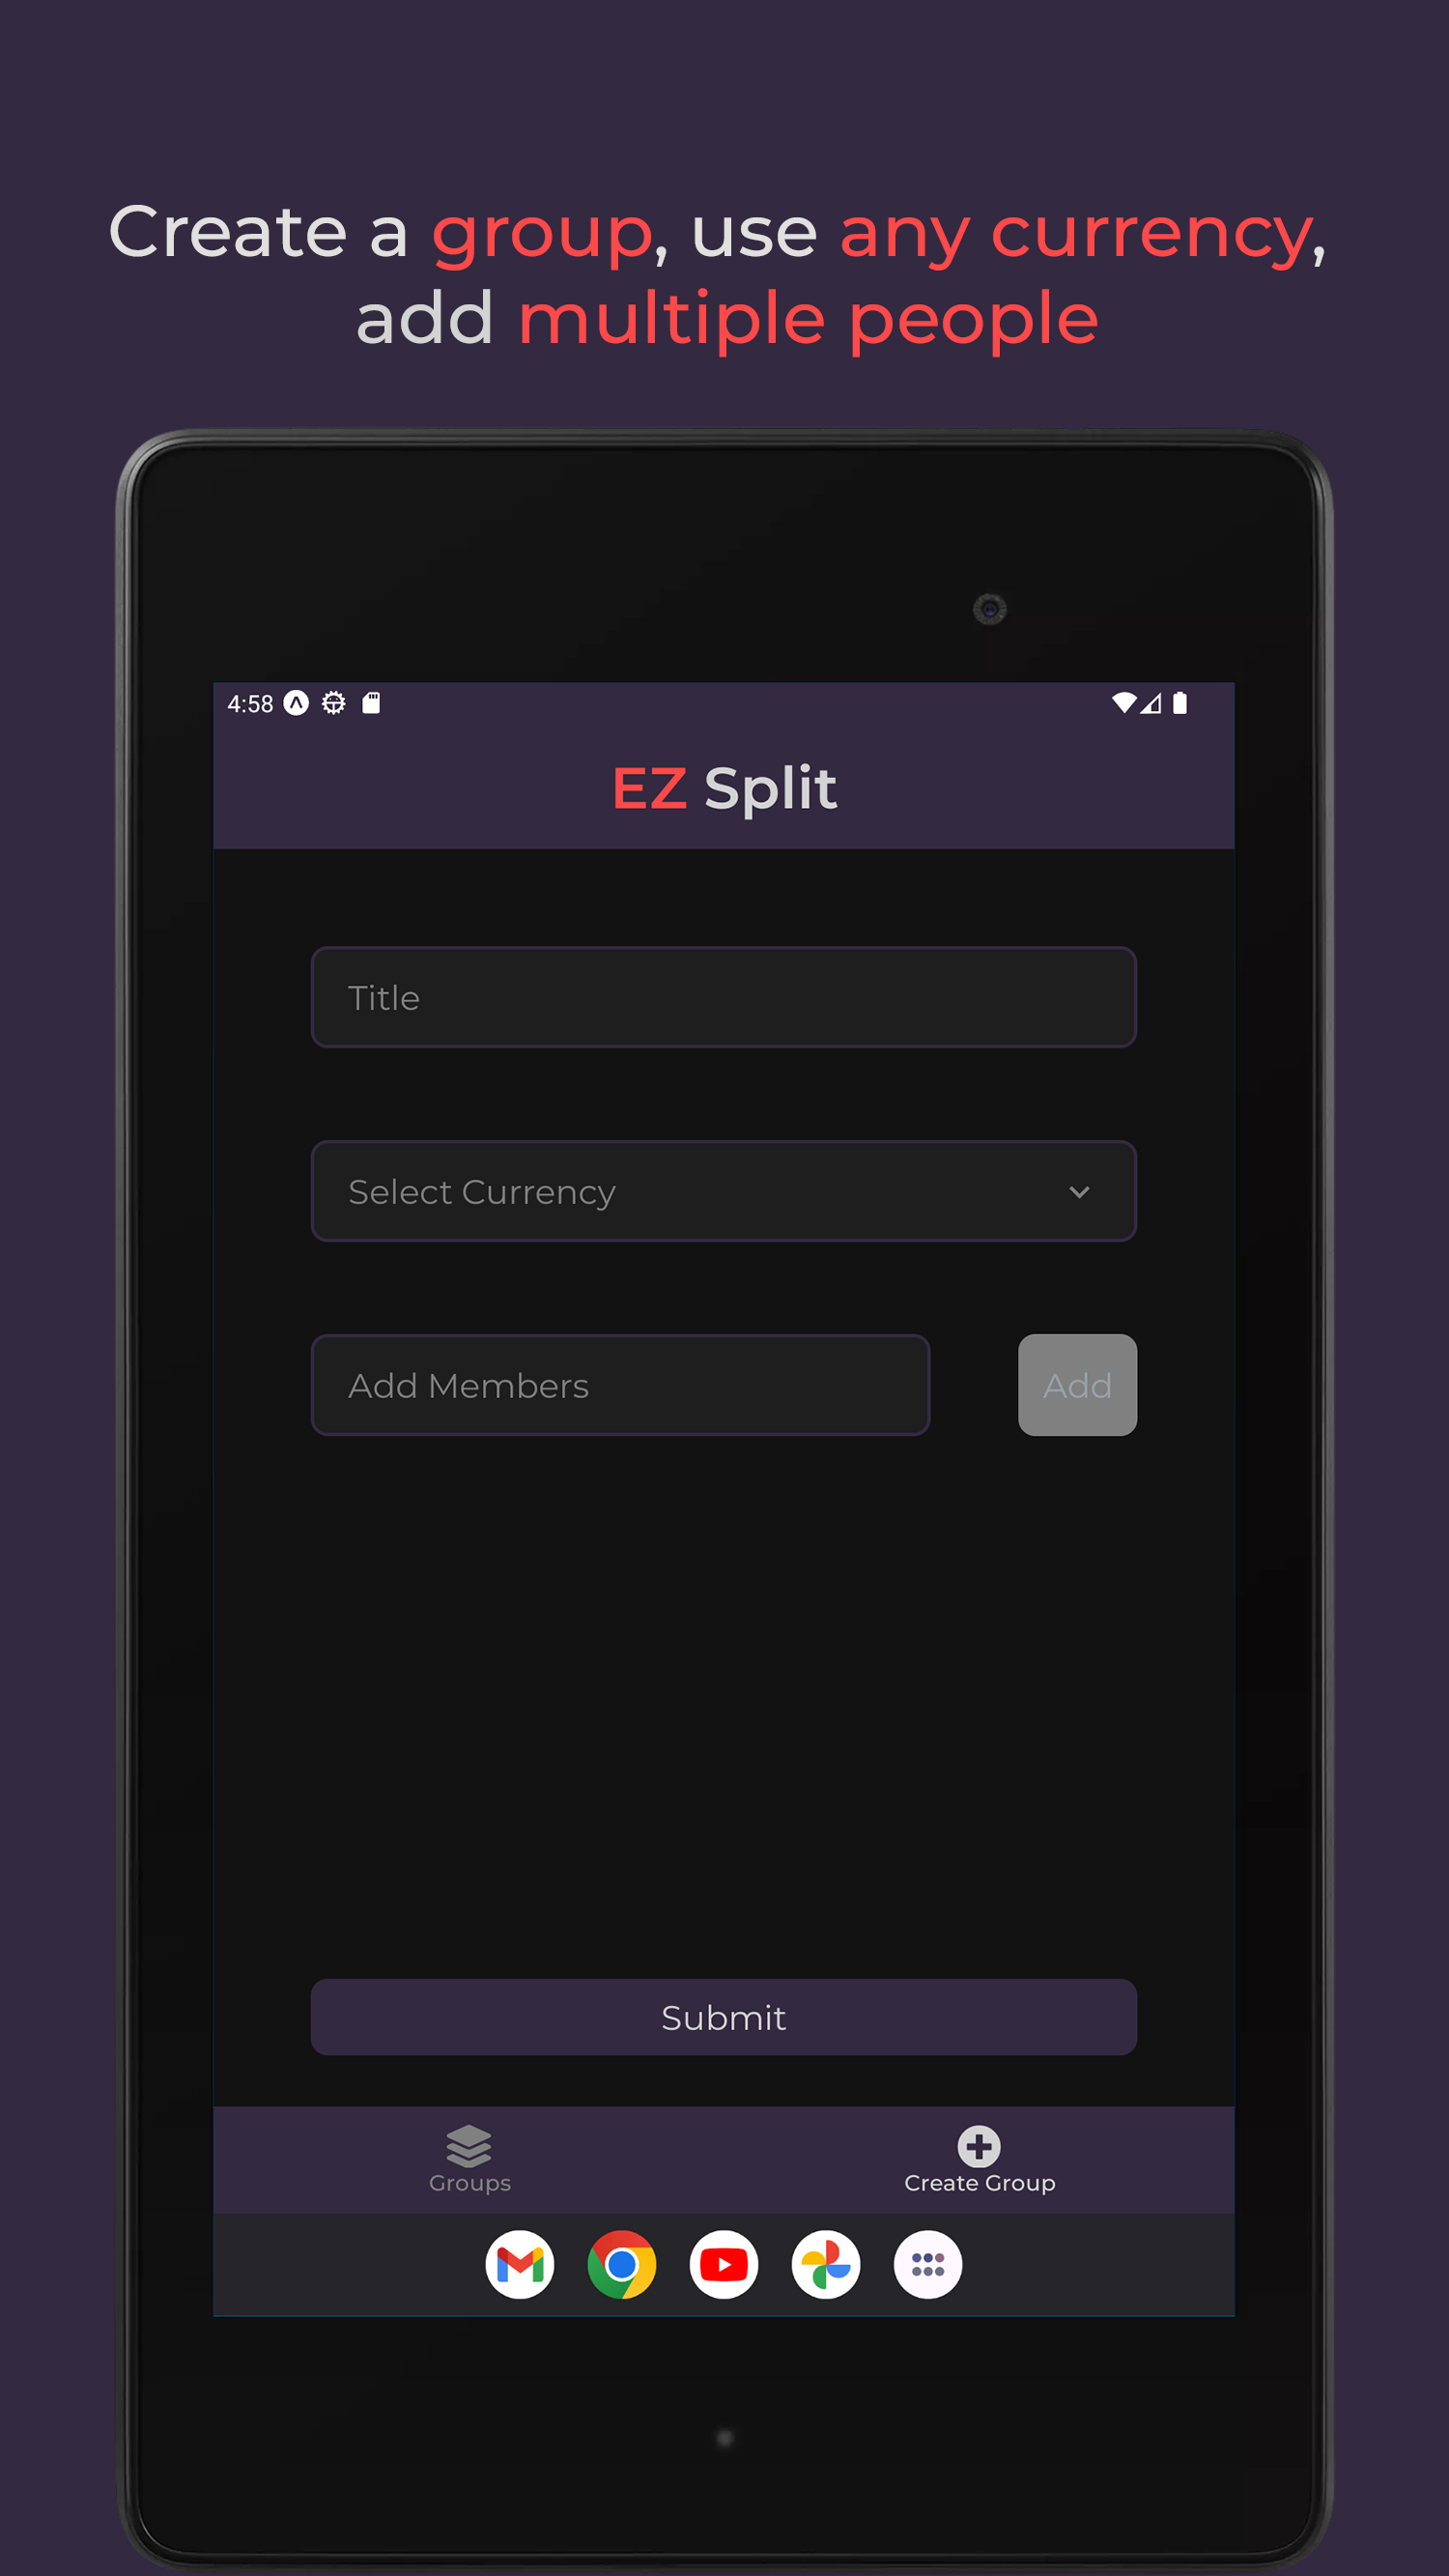 Create a group, use any currency,
add multiple people
4:58
EZ Split
Title
Select Currency
Add Members
Add
Submit
Groups
Create Group